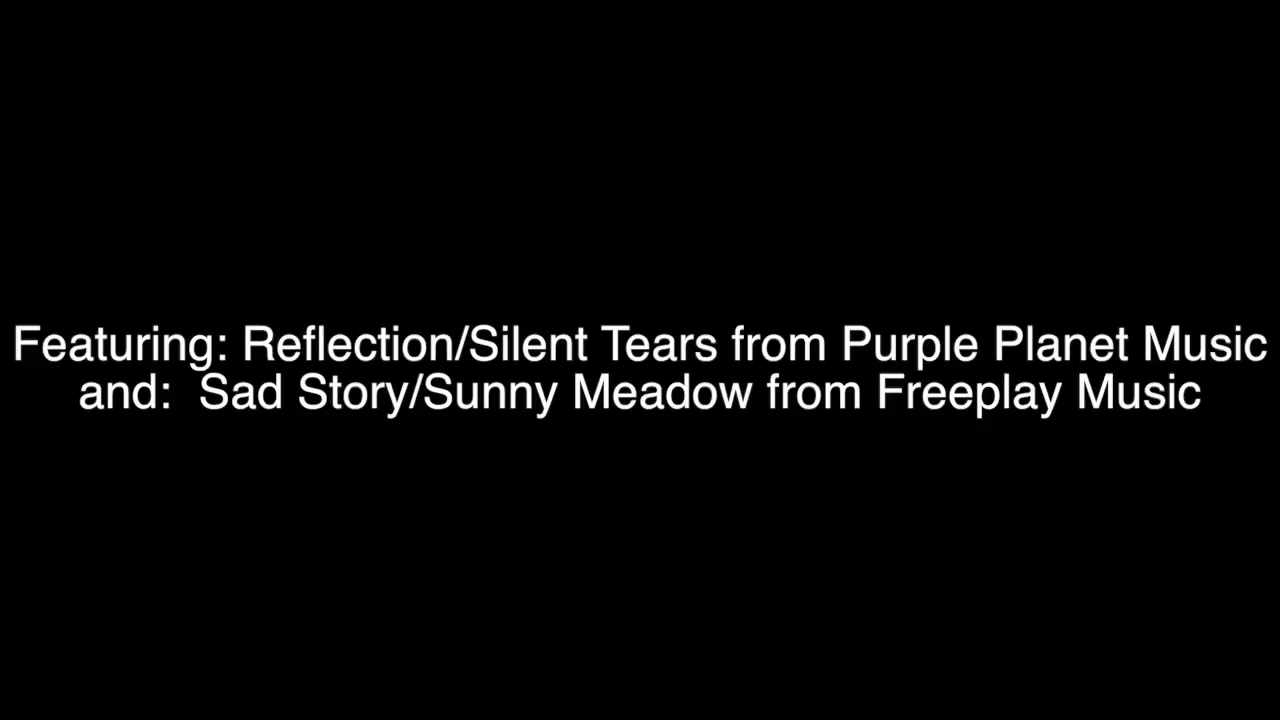 Featuring: Reflection/Silent Tears from Purple Planet Music
and:  Sad Story/Sunny Meadow from Freeplay Music